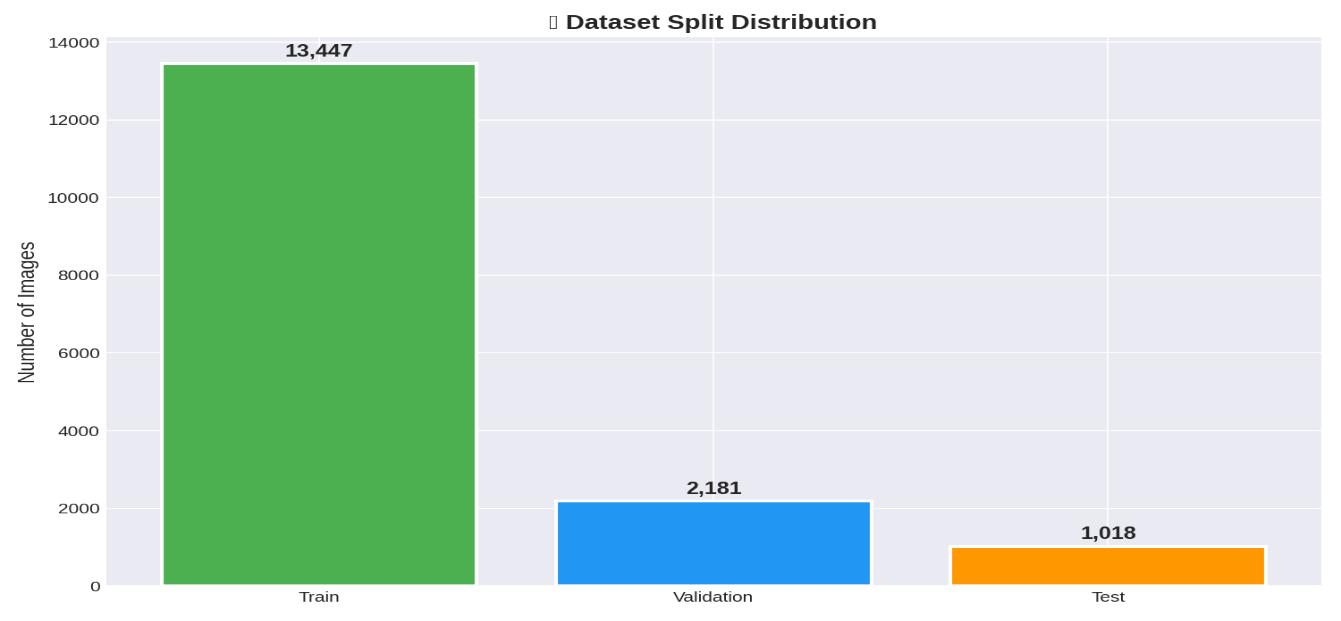 Dataset Split Distribution
Number of Images
14000
12000
10000
8000
6000
4000
2000
0
13,447
2,181
1,018
Train
Validation
Test